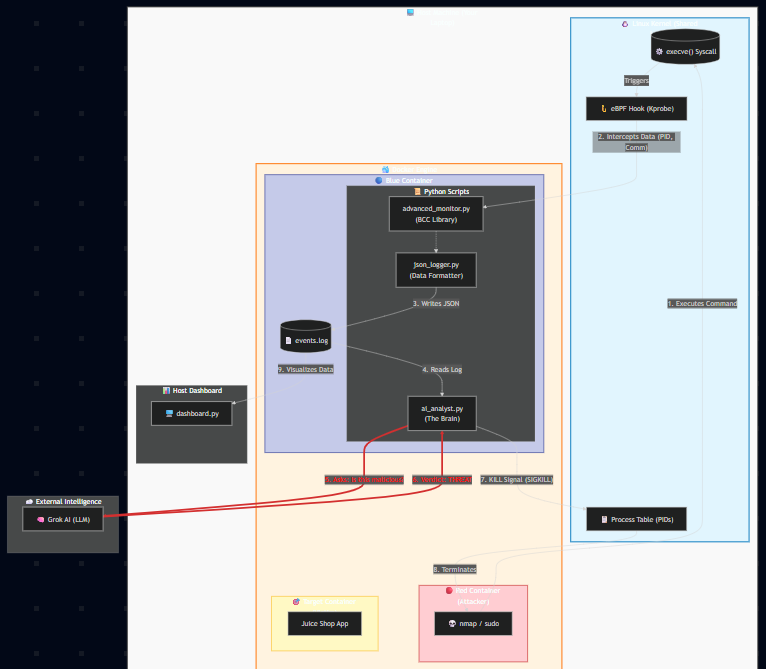 execve() Syscall
Triggers
eBPF Hook (Kprobe)
2. Intercepts Data (PID,
Comm)
Blue Container
Python Scripts
advanced_monitor.py
(BCC Library)
json_logger.py
(Data Formatter)
3. Writes JSON
1. Executes Command
events.log
9. Visualizes Data
4. Reads Log
Host Dashboard
dashboard.py
ai_analyst.py
(The Brain)
7. KILL Signal (SIGKILL)
External Intelligence
Grok AI (LLM)
Process Table (PIDs)
8. Terminates
Red Container
(Attacker)
Juice Shop App
nmap / sudo